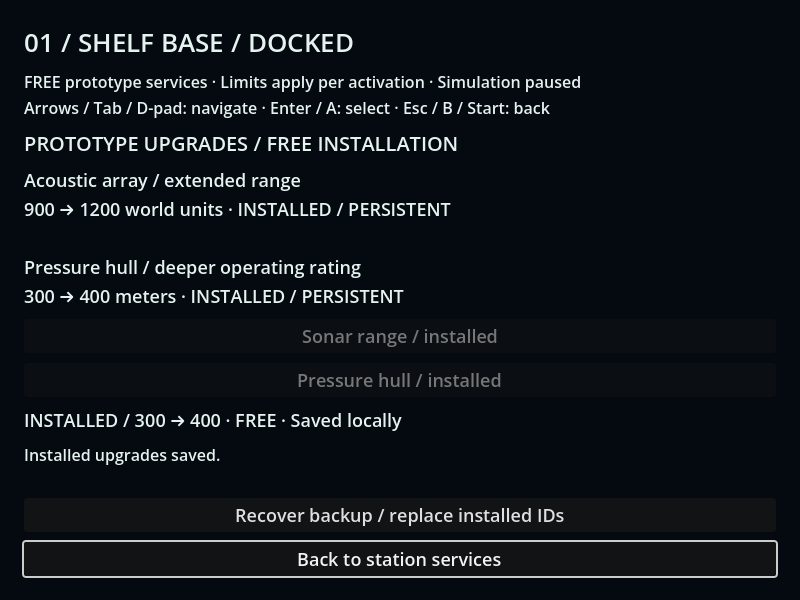 01 / SHELF BASE / DOCKED
FREE prototype services · Limits apply per activation · Simulation paused
Arrows / Tab / D-pad: navigate · Enter / A: select · Esc / B / Start: back
PROTOTYPE UPGRADES / FREE INSTALLATION
Acoustic array / extended range
900 → 1200 world units · INSTALLED / PERSISTENT
Pressure hull / deeper operating rating
300 → 400 meters · INSTALLED / PERSISTENT
Sonar range / installed
Pressure hull / installed
INSTALLED / 300 → 400 · FREE · Saved locally
Installed upgrades saved.
Recover backup / replace installed IDs
Back to station services